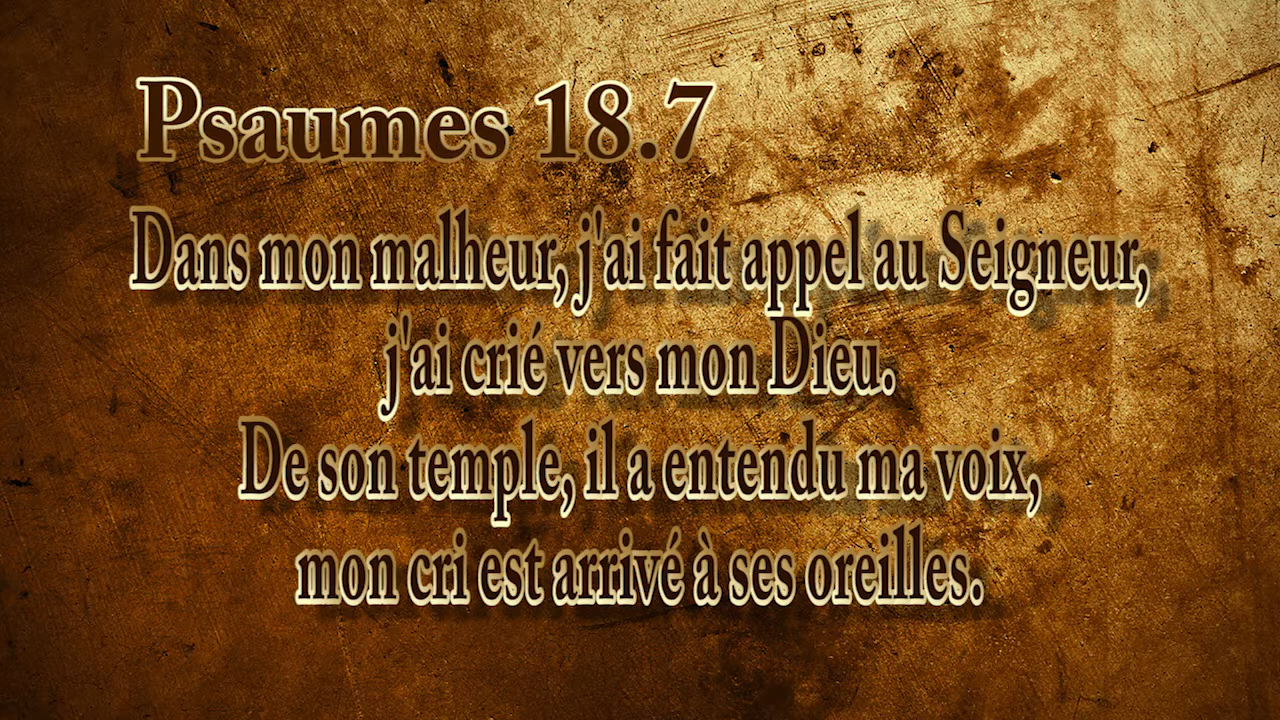 Psaumes 18.7
Dans mon malheur, j'ai fait appel au Seigneur,
j'ai crié vers mon Dieu.
De son temple, il a entendu ma voix,
mon cri est arrivé à ses oreilles.